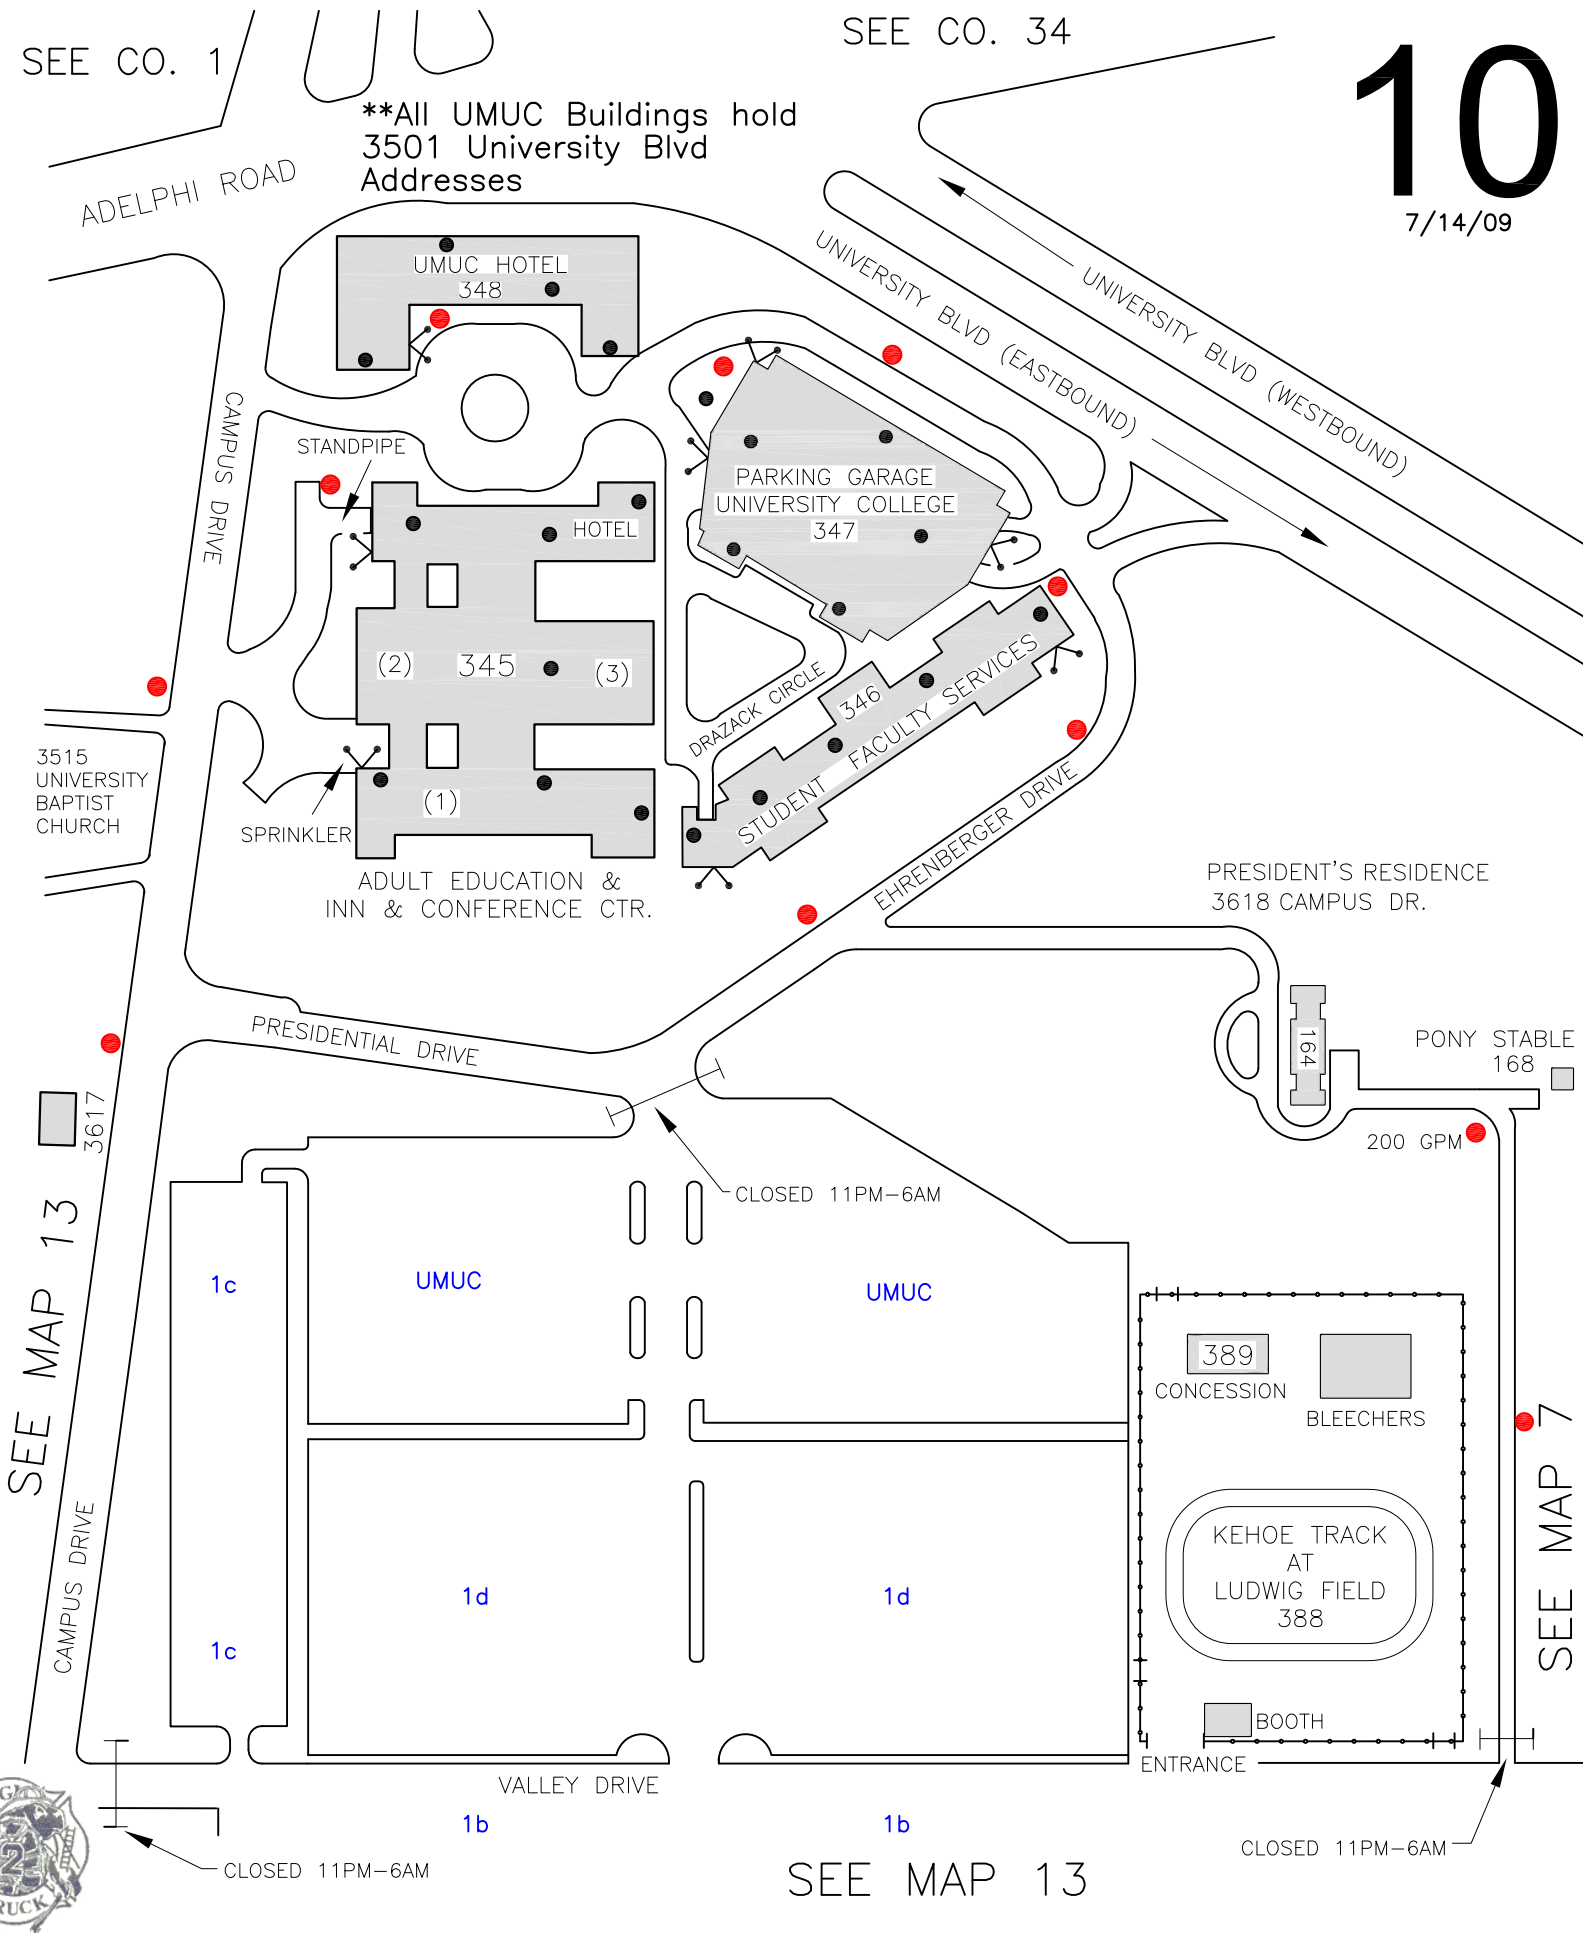 SEE CO. 1
SEE CO. 34
10
7/14/09
**All UMUC Buildings hold
3501 University Blvd
Addresses
ADELPHI ROAD
UMUC HOTEL
348
UNIVERSITY BLVD (EASTBOUND)
UNIVERSITY BLVD (WESTBOUND)
CAMPUS DRIVE
STANDPIPE
HOTEL
PARKING GARAGE
UNIVERSITY COLLEGE
347
(2)
345
(3)
(1)
SPRINKLER
ADULT EDUCATION &
INN & CONFERENCE CTR.
DRAZACK CIRCLE
346
STUDENT FACULTY SERVICES
EHRENBERGER DRIVE
3515
UNIVERSITY
BAPTIST
CHURCH
PRESIDENT'S RESIDENCE
3618 CAMPUS DR.
164
PONY STABLE
168
200 GPM
PRESIDENTIAL DRIVE
3617
CLOSED 11PM-6AM
SEE MAP 13
1c
UMUC
UMUC
389
CONCESSION
BLEECHERS
SEE MAP 7
KEHOE TRACK
AT
LUDWIG FIELD
388
CAMPUS DRIVE
1c
1d
1d
BOOTH
ENTRANCE
VALLEY DRIVE
1b
1b
CLOSED 11PM-6AM
CLOSED 11PM-6AM
SEE MAP 13
2
RUCK